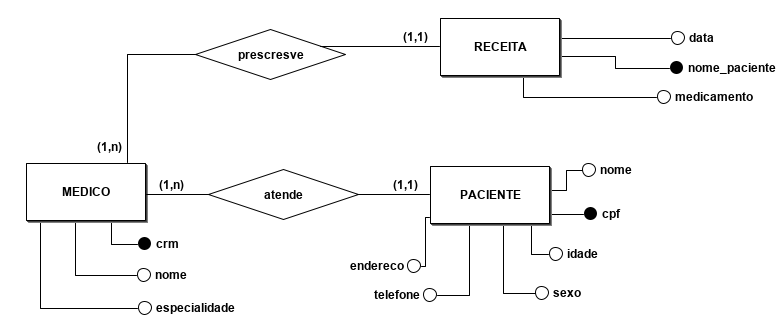 prescresve
(1,1)
RECEITA
data
nome_paciente
medicamento
(1,n)
MEDICO
(1,n)
atende
(1,1)
PACIENTE
nome
cpf
idade
sexo
endereco
telefone
crm
nome
especialidade